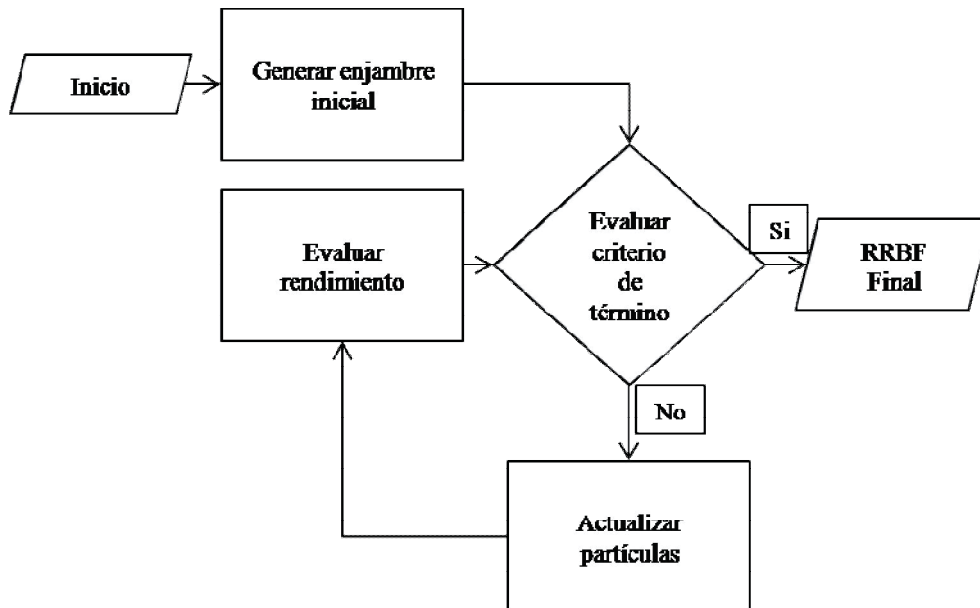 Inicio
Generar enjambre
inicial
Evaluar
rendimiento
Evaluar
criterio
de
término
Si
RRBF
Final
No
Actualizar
partículas